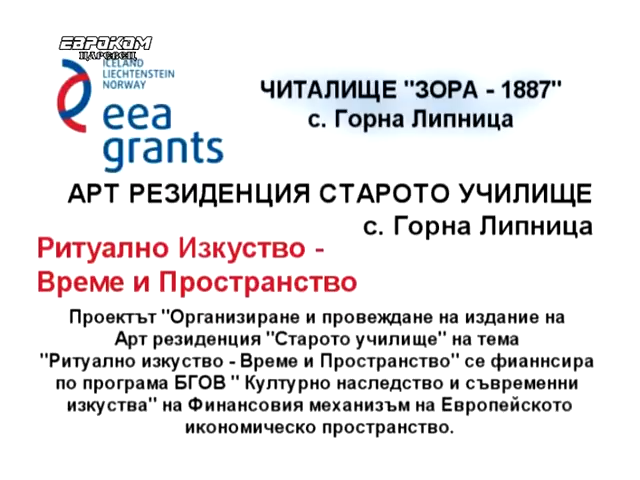 ЕВРОКОМ
ЦАРЕВЕЦ
ICELAND
LIECHTENSTEIN
NORWAY
eea
grants
ЧИТАЛИЩЕ "ЗОРА - 1887"
с. Горна Липница
АРТ РЕЗИДЕНЦИЯ СТАРОТО УЧИЛИЩЕ
с. Горна Липница
Ритуално Изкуство -
Време и Пространство
Проектът "Организиране и провеждане на издание на
Арт резиденция "Старото училище" на тема
"Ритуално изкуство - Време и Пространство" се фианнсира
по програма БГОВ " Културно наследство и съвременни
изкуства" на Финансовия механизъм на Европейското
икономическо пространство.